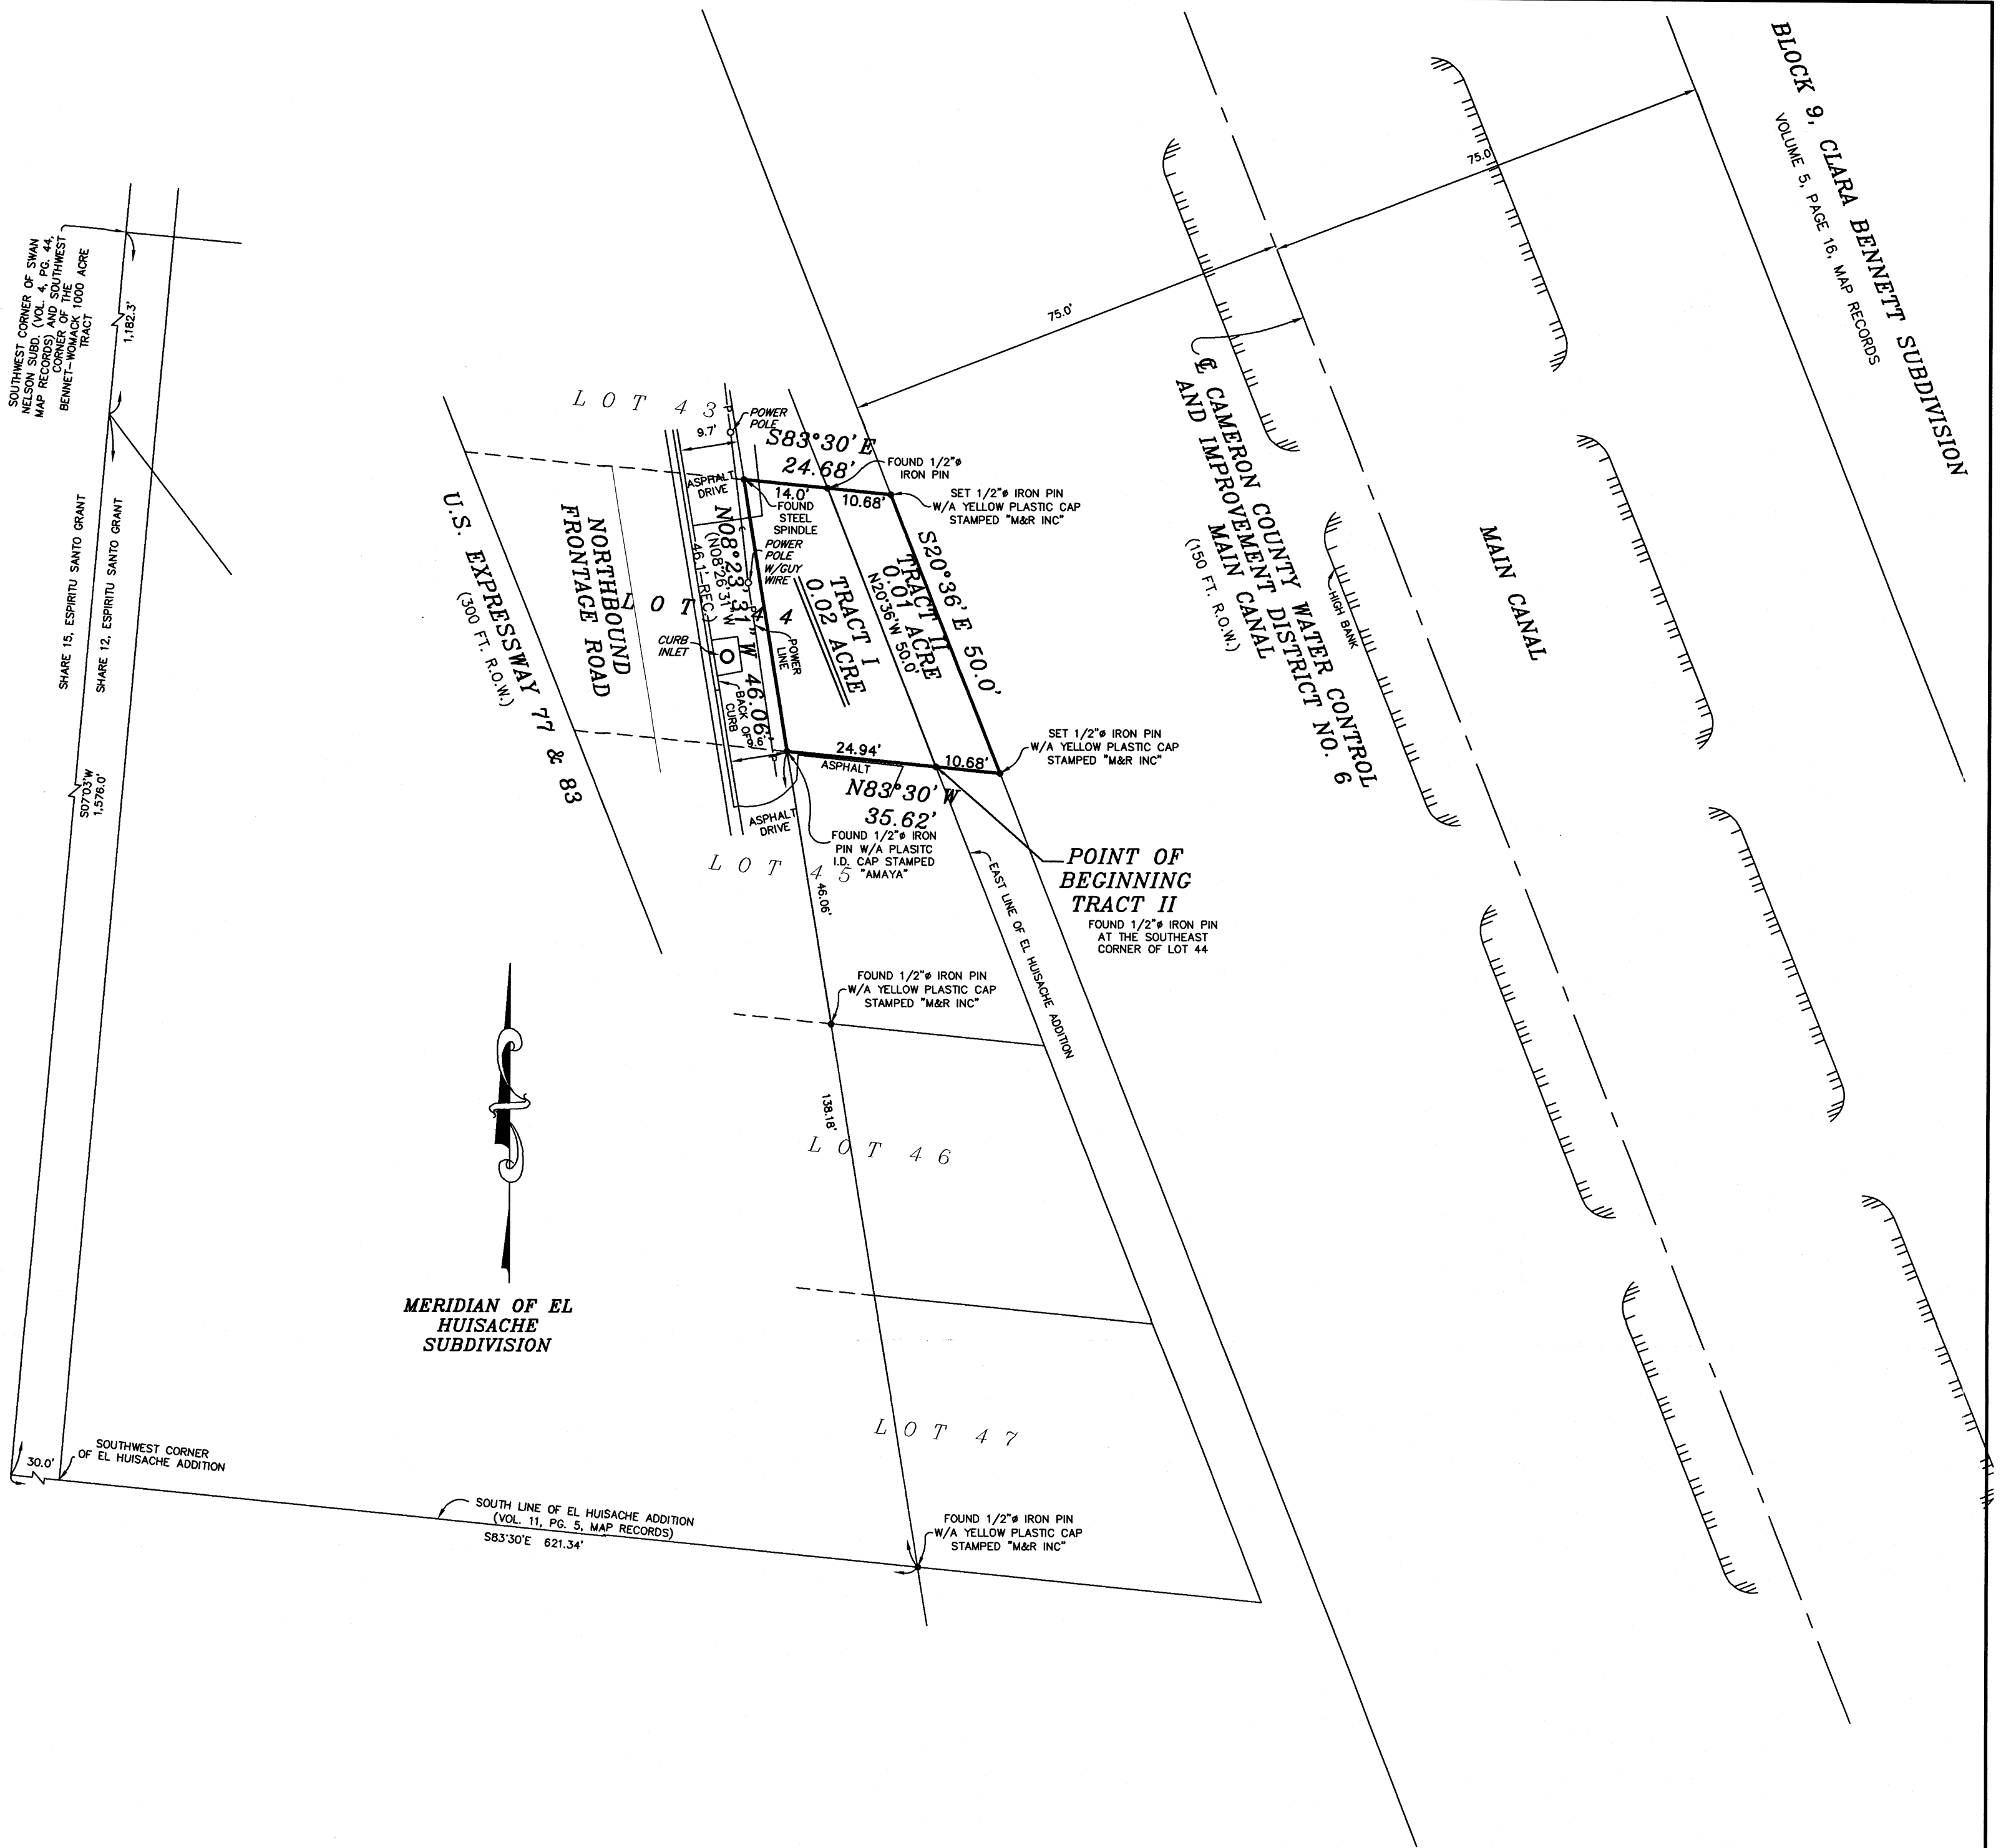 BLOCK 9, CLARA BENNETT SUBDIVISION
VOLUME 5, PAGE 16, MAP RECORDS
75.0'
75.0'
SOUTHWEST CORNER OF SWAN
NELSON SUBD. (VOL. 4, PG. 44,
MAP RECORDS) AND SOUTHWEST
CORNER OF THE
BENNET-WOMACK 1000 ACRE
TRACT
1,182.3'
SHARE 15, ESPIRITU SANTO GRANT
SHARE 12, ESPIRITU SANTO GRANT
S07°03'W
1,576.0'
℄ CAMERON COUNTY WATER CONTROL
AND IMPROVEMENT DISTRICT NO. 6
MAIN CANAL
(150 FT. R.O.W.)
HIGH BANK
MAIN CANAL
LOT 43
9.7'
POWER
POLE
S83°30'E
24.68'
FOUND 1/2"ø
IRON PIN
ASPHALT
DRIVE
14.0'
10.68'
FOUND
STEEL
SPINDLE
SET 1/2"ø IRON PIN
W/A YELLOW PLASTIC CAP
STAMPED "M&R INC"
U.S. EXPRESSWAY 77 & 83
(300 FT. R.O.W.)
NORTHBOUND
FRONTAGE ROAD
LOT 44
N08°23'31"W 46.06'
(N08°26'31"W
46.1'-REC.)
POWER
POLE
W/GUY
WIRE
POWER
LINE
CURB
INLET
BACK OF
CURB
TRACT I
0.02 ACRE
TRACT II
0.01 ACRE
N20°36'W 50.0'
S20°36'E 50.0'
24.94'
10.68'
ASPHALT
N83°30'W
35.62'
SET 1/2"ø IRON PIN
W/A YELLOW PLASTIC CAP
STAMPED "M&R INC"
ASPHALT
DRIVE
FOUND 1/2"ø IRON
PIN W/A PLASITC
I.D. CAP STAMPED
"AMAYA"
LOT 45
46.06'
POINT OF
BEGINNING
TRACT II
FOUND 1/2"ø IRON PIN
AT THE SOUTHEAST
CORNER OF LOT 44
EAST LINE OF EL HUISACHE ADDITION
FOUND 1/2"ø IRON PIN
W/A YELLOW PLASTIC CAP
STAMPED "M&R INC"
138.18'
LOT 46
MERIDIAN OF EL
HUISACHE
SUBDIVISION
LOT 47
30.0'
SOUTHWEST CORNER
OF EL HUISACHE ADDITION
SOUTH LINE OF EL HUISACHE ADDITION
(VOL. 11, PG. 5, MAP RECORDS)
S83°30'E 621.34'
FOUND 1/2"ø IRON PIN
W/A YELLOW PLASTIC CAP
STAMPED "M&R INC"